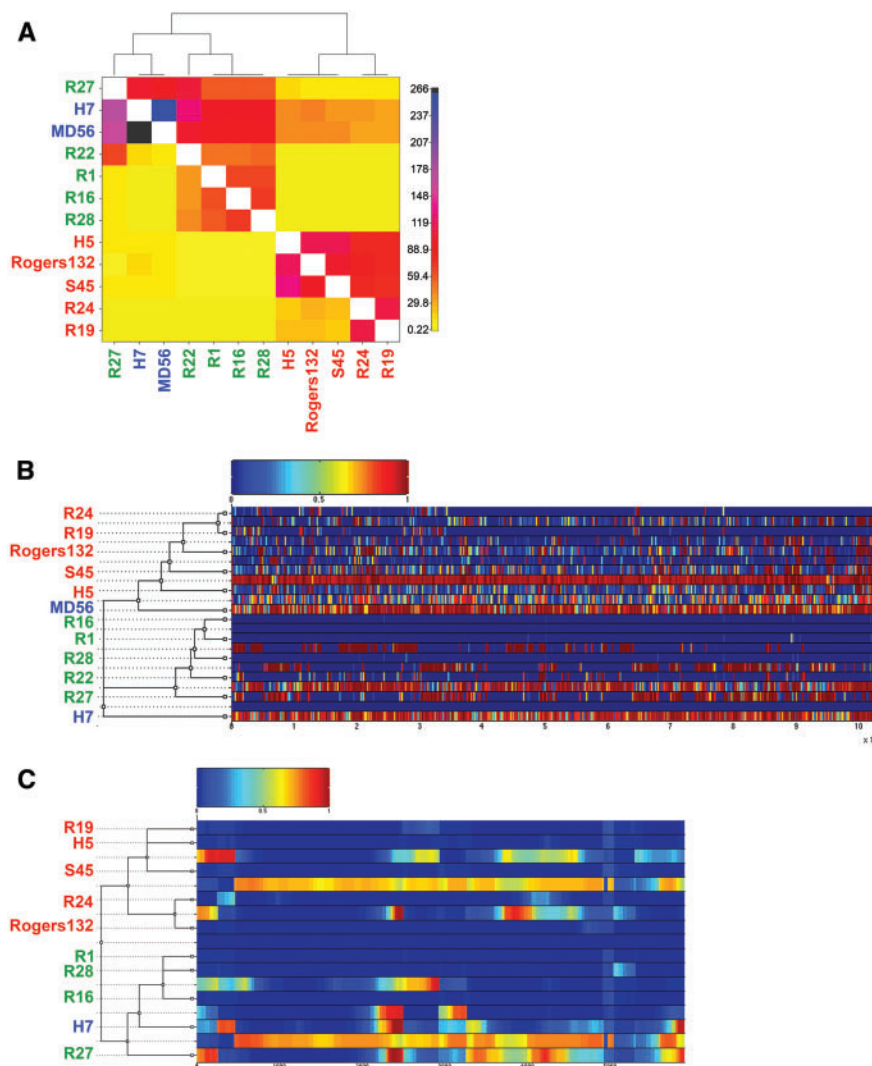 A
R27
H7
MD56
R22
R1
R16
R28
H5
Rogers132
S45
R24
R19
266
237
207
178
148
119
88.9
59.4
29.8
0.22
R27 H7 MD56 R22 R1 R16 R28 H5 Rogers132 S45 R24 R19
B
0 0.5 1
R24
R19
Rogers132
S45
H5
MD56
R16
R1
R28
R22
R27
H7
0 1 2 3 4 5 6 7 8 9 10
x 1
C
0.5 1
R19
H5
S45
R24
Rogers132
R1
R28
R16
H7
R27